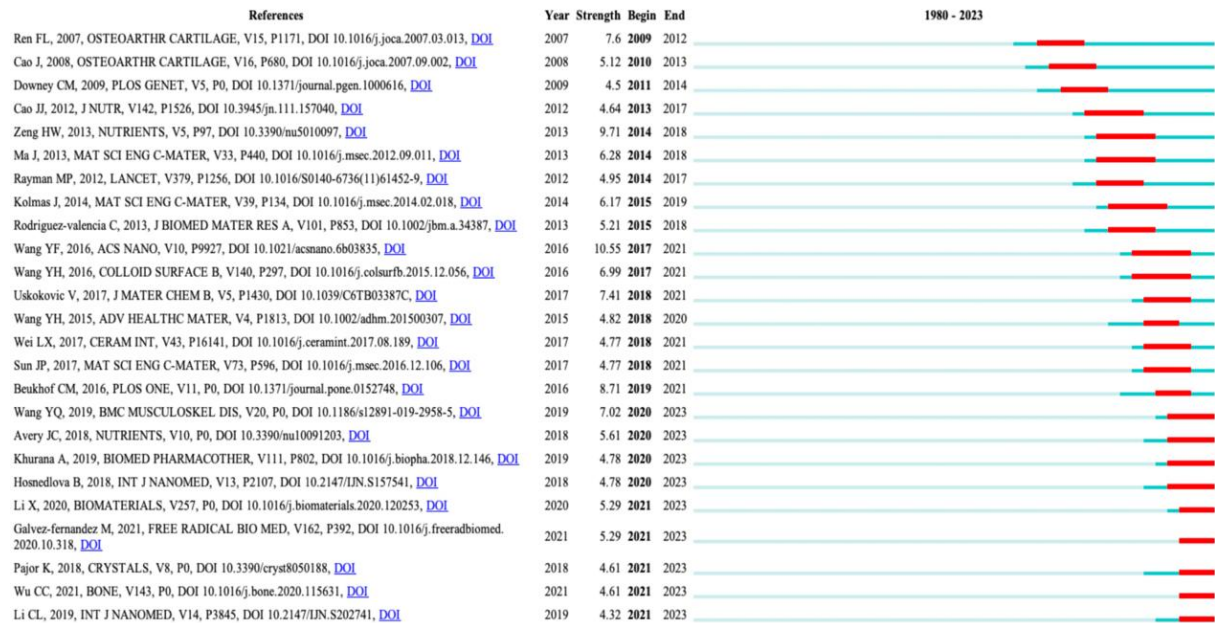 References Year Strength Begin End 1980 - 2023
Ren FL, 2007, OSTEOARTHR CARTILAGE, V15, P1171, DOI 10.1016/j.joca.2007.03.013, DOI 2007 7.6 2009 2012
Cao J, 2008, OSTEOARTHR CARTILAGE, V16, P680, DOI 10.1016/j.joca.2007.09.002, DOI 2008 5.12 2010 2013
Downey CM, 2009, PLOS GENET, V5, P0, DOI 10.1371/journal.pgen.1000616, DOI 2009 4.5 2011 2014
Cao JJ, 2012, J NUTR, V142, P1526, DOI 10.3945/jn.111.157040, DOI 2012 4.64 2013 2017
Zeng HW, 2013, NUTRIENTS, V5, P97, DOI 10.3390/nu5010097, DOI 2013 9.71 2014 2018
Ma J, 2013, MAT SCI ENG C-MATER, V33, P440, DOI 10.1016/j.msec.2012.09.011, DOI 2013 6.28 2014 2018
Rayman MP, 2012, LANCET, V379, P1256, DOI 10.1016/S0140-6736(11)61452-9, DOI 2012 4.95 2014 2017
Kolmas J, 2014, MAT SCI ENG C-MATER, V39, P134, DOI 10.1016/j.msec.2014.02.018, DOI 2014 6.17 2015 2019
Rodriguez-valencia C, 2013, J BIOMED MATER RES A, V101, P853, DOI 10.1002/jbm.a.34387, DOI 2013 5.21 2015 2018
Wang YF, 2016, ACS NANO, V10, P9927, DOI 10.1021/acsnano.6b03835, DOI 2016 10.55 2017 2021
Wang YH, 2016, COLLOID SURFACE B, V140, P297, DOI 10.1016/j.colsurfb.2015.12.056, DOI 2016 6.99 2017 2021
Uskokovic V, 2017, J MATER CHEM B, V5, P1430, DOI 10.1039/C6TB03387C, DOI 2017 7.41 2018 2021
Wang YH, 2015, ADV HEALTHC MATER, V4, P1813, DOI 10.1002/adhm.201500307, DOI 2015 4.82 2018 2020
Wei LX, 2017, CERAM INT, V43, P16141, DOI 10.1016/j.ceramint.2017.08.189, DOI 2017 4.77 2018 2021
Sun JP, 2017, MAT SCI ENG C-MATER, V73, P596, DOI 10.1016/j.msec.2016.12.106, DOI 2017 4.77 2018 2021
Beukhof CM, 2016, PLOS ONE, V11, P0, DOI 10.1371/journal.pone.0152748, DOI 2016 8.71 2019 2021
Wang YQ, 2019, BMC MUSCULOSKEL DIS, V20, P0, DOI 10.1186/s12891-019-2958-5, DOI 2019 7.02 2020 2023
Avery JC, 2018, NUTRIENTS, V10, P0, DOI 10.3390/nu10091203, DOI 2018 5.61 2020 2023
Khurana A, 2019, BIOMED PHARMACOTHER, V111, P802, DOI 10.1016/j.biopha.2018.12.146, DOI 2019 4.78 2020 2023
Hosnedlova B, 2018, INT J NANOMED, V13, P2107, DOI 10.2147/IJN.S157541, DOI 2018 4.78 2020 2023
Li X, 2020, BIOMATERIALS, V257, P0, DOI 10.1016/j.biomaterials.2020.120253, DOI 2020 5.29 2021 2023
Galvez-fernandez M, 2021, FREE RADICAL BIO MED, V162, P392, DOI 10.1016/j.freeradbiomed.
2020.10.318, DOI 2021 5.29 2021 2023
Pajor K, 2018, CRYSTALS, V8, P0, DOI 10.3390/cryst8050188, DOI 2018 4.61 2021 2023
Wu CC, 2021, BONE, V143, P0, DOI 10.1016/j.bone.2020.115631, DOI 2021 4.61 2021 2023
Li CL, 2019, INT J NANOMED, V14, P3845, DOI 10.2147/IJN.S202741, DOI 2019 4.32 2021 2023